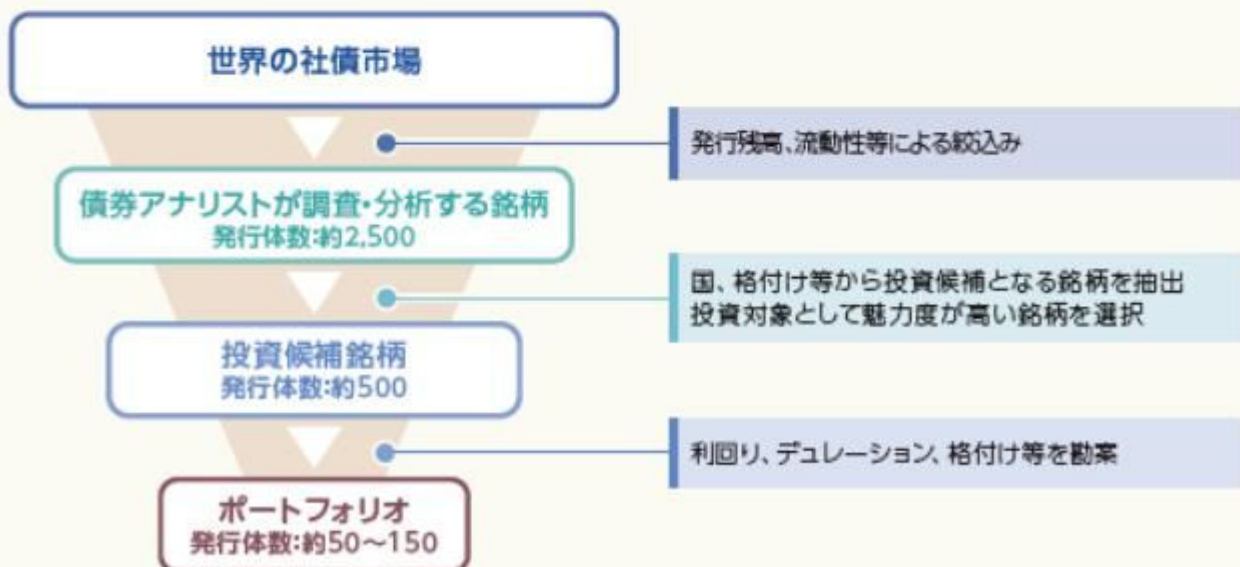 世界の社債市場
発行残高、流動性等による絞込み
債券アナリストが調査・分析する銘柄
発行体数:約2,500
国、格付け等から投資候補となる銘柄を抽出
投資対象として魅力度が高い銘柄を選択
投資候補銘柄
発行体数:約500
利回り、デュレーション、格付け等を勘案
ポートフォリオ
発行体数:約50～150